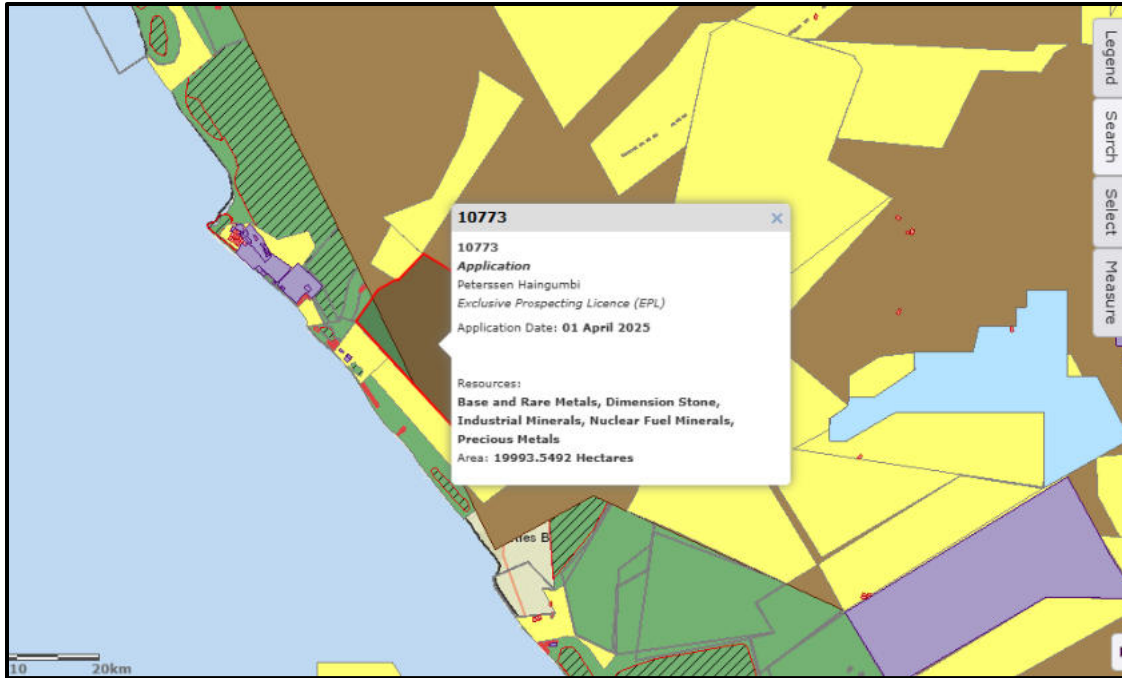 Legend
Search
Select
Measure
10773
×
10773
Application
Peterssen Haingumbi
Exclusive Prospecting Licence (EPL)
Application Date: 01 April 2025
Resources:
Base and Rare Metals, Dimension Stone,
Industrial Minerals, Nuclear Fuel Minerals,
Precious Metals
Area: 19993.5492 Hectares
10 20km